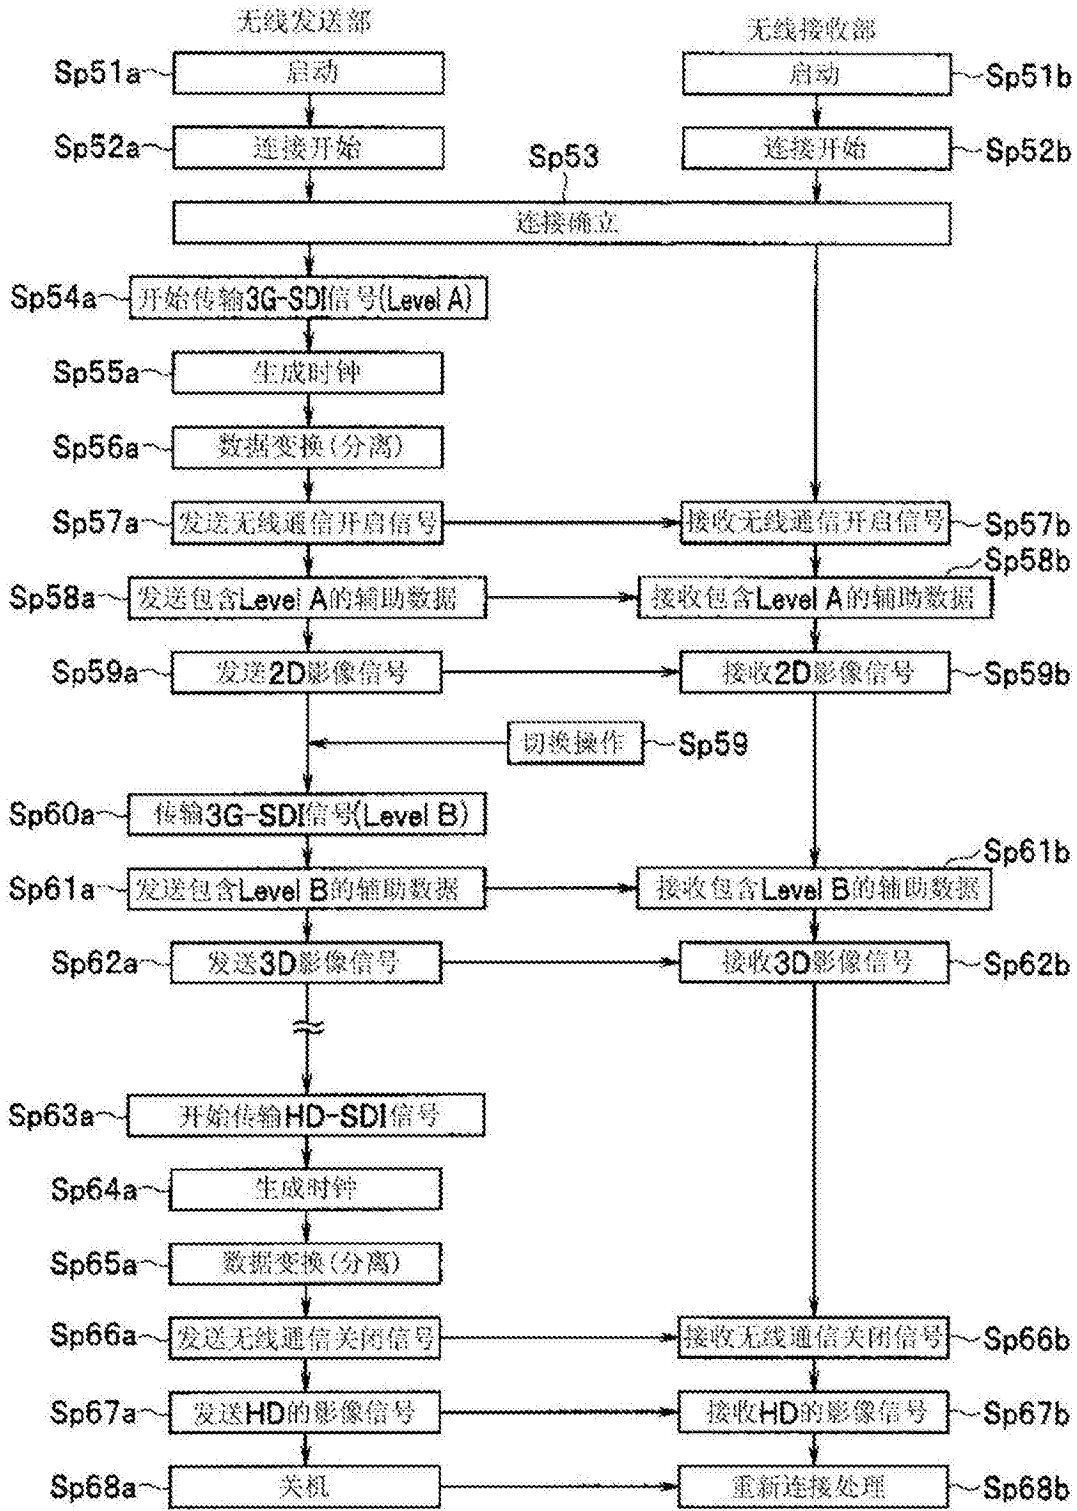 无线发送部
无线接收部
Sp51a 启动
启动 Sp51b
Sp52a 连接开始
连接开始 Sp52b
Sp53
连接确立
Sp54a 开始传输3G-SDI信号(Level A)
Sp55a 生成时钟
Sp56a 数据变换(分离)
Sp57a 发送无线通信开启信号
接收无线通信开启信号 Sp57b
Sp58b
Sp58a 发送包含Level A的辅助数据
接收包含Level A的辅助数据
Sp59a 发送2D影像信号
接收2D影像信号 Sp59b
切换操作 Sp59
Sp60a 传输3G-SDI信号(Level B)
Sp61b
Sp61a 发送包含Level B的辅助数据
接收包含Level B的辅助数据
Sp62a 发送3D影像信号
接收3D影像信号 Sp62b
Sp63a 开始传输HD-SDI信号
Sp64a 生成时钟
Sp65a 数据变换(分离)
Sp66a 发送无线通信关闭信号
接收无线通信关闭信号 Sp66b
Sp67a 发送HD的影像信号
接收HD的影像信号 Sp67b
Sp68a 关机
重新连接处理 Sp68b